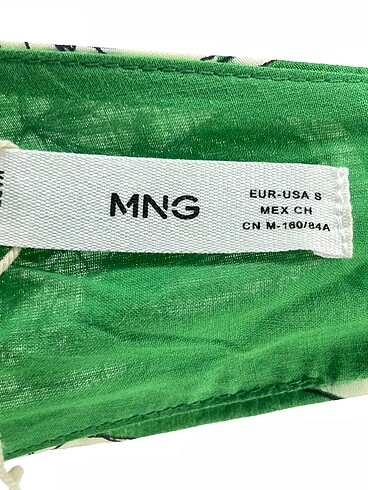 MNG
EUR-USA S
MEX CH
CN M-160/84A